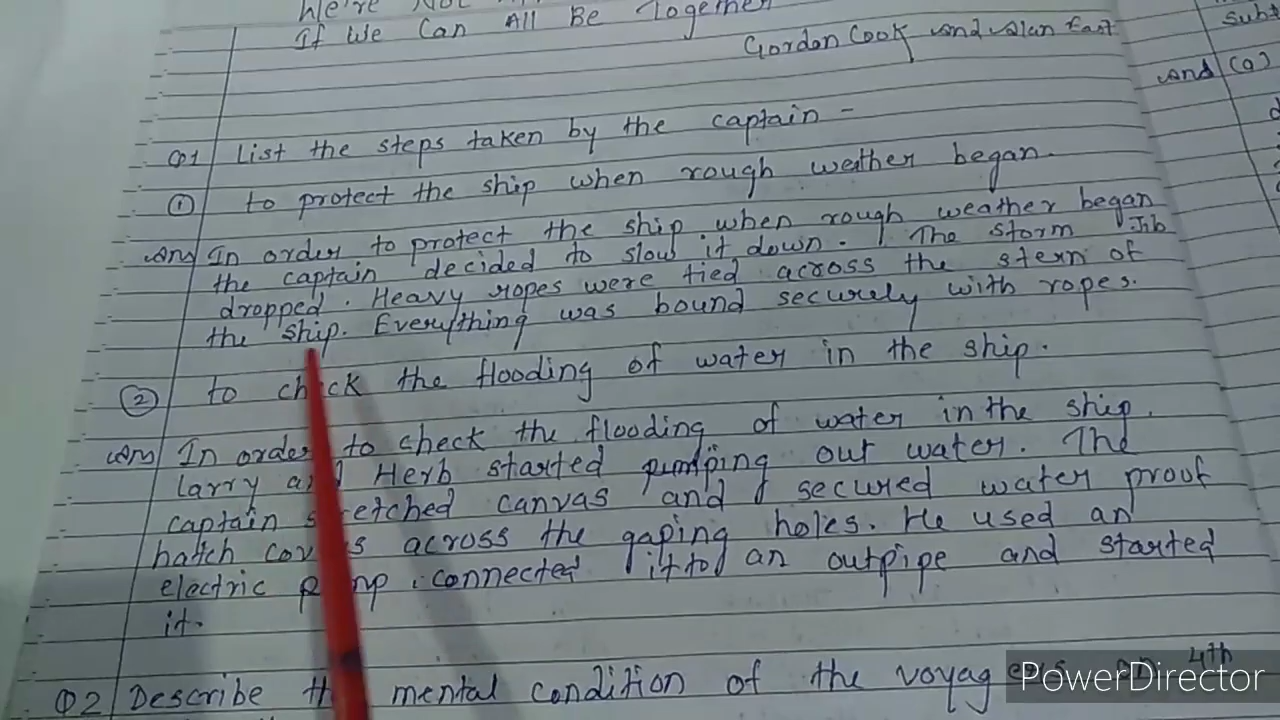 We're Not
If We Can All Be Together
Gordon Cook and Alan East
and (a)
Q1 List the steps taken by the captain -
① to protect the ship when rough weather began.
Ans In order to protect the ship when rough weather began
the captain decided to slow it down. The storm Jib
dropped. Heavy ropes were tied across the stern of
the ship. Everything was bound securely with ropes.
② to check the flooding of water in the ship.
Ans In order to check the flooding of water in the ship.
Larry and Herb started pumping out water. The
captain stretched canvas and secured water proof
hatch covers across the gaping holes. He used an
electric pump, connected it to an outpipe and started
it.
Q2 Describe the mental condition of the voyagers on 4th
PowerDirector